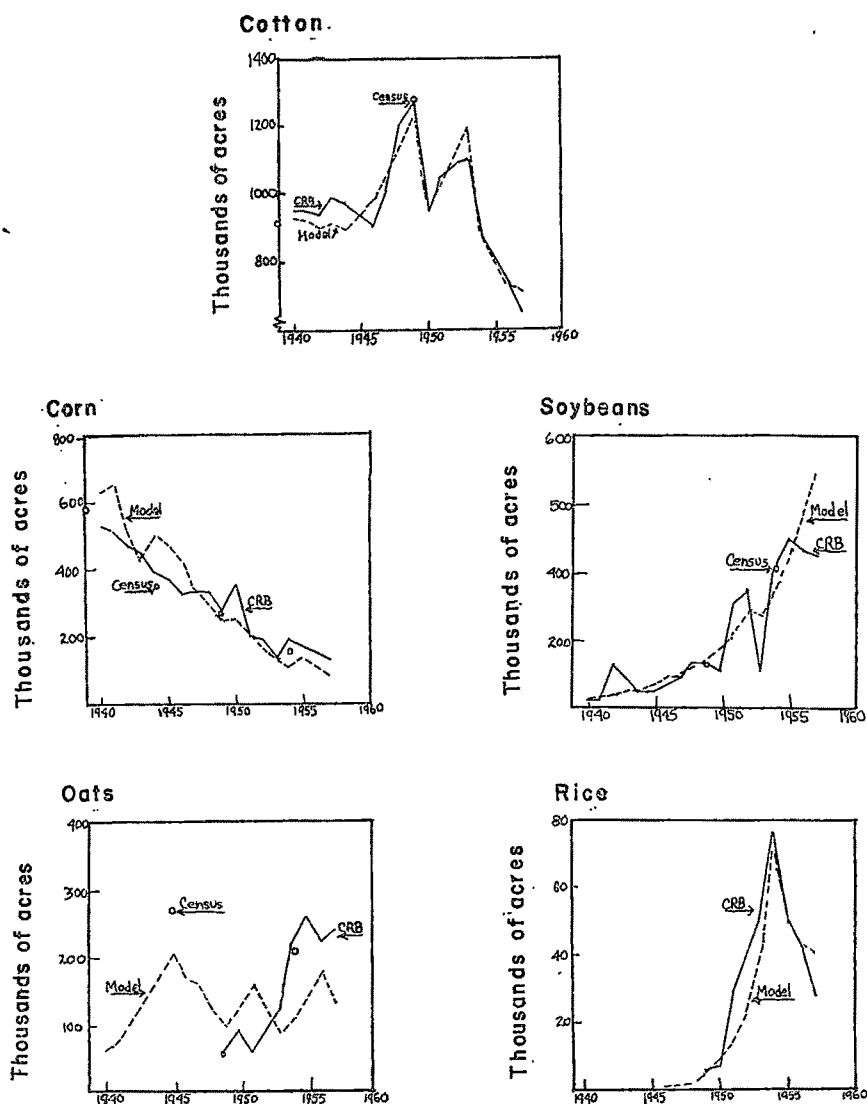 Cotton
Thousands of acres
1400
1200
1000
800
Census
CRB
Model
1940 1945 1950 1955 1960
Corn
Thousands of acres
800
600
400
200
Model
Census
CRB
1940 1945 1950 1955 1960
Soybeans
Thousands of acres
600
500
400
200
Model
CRB
Census
1940 1945 1950 1955 1960
Oats
Thousands of acres
400
300
200
100
Census
CRB
Model
1940 1945 1950 1955 1960
Rice
Thousands of acres
80
60
40
20
CRB
Model
1940 1945 1950 1955 1960